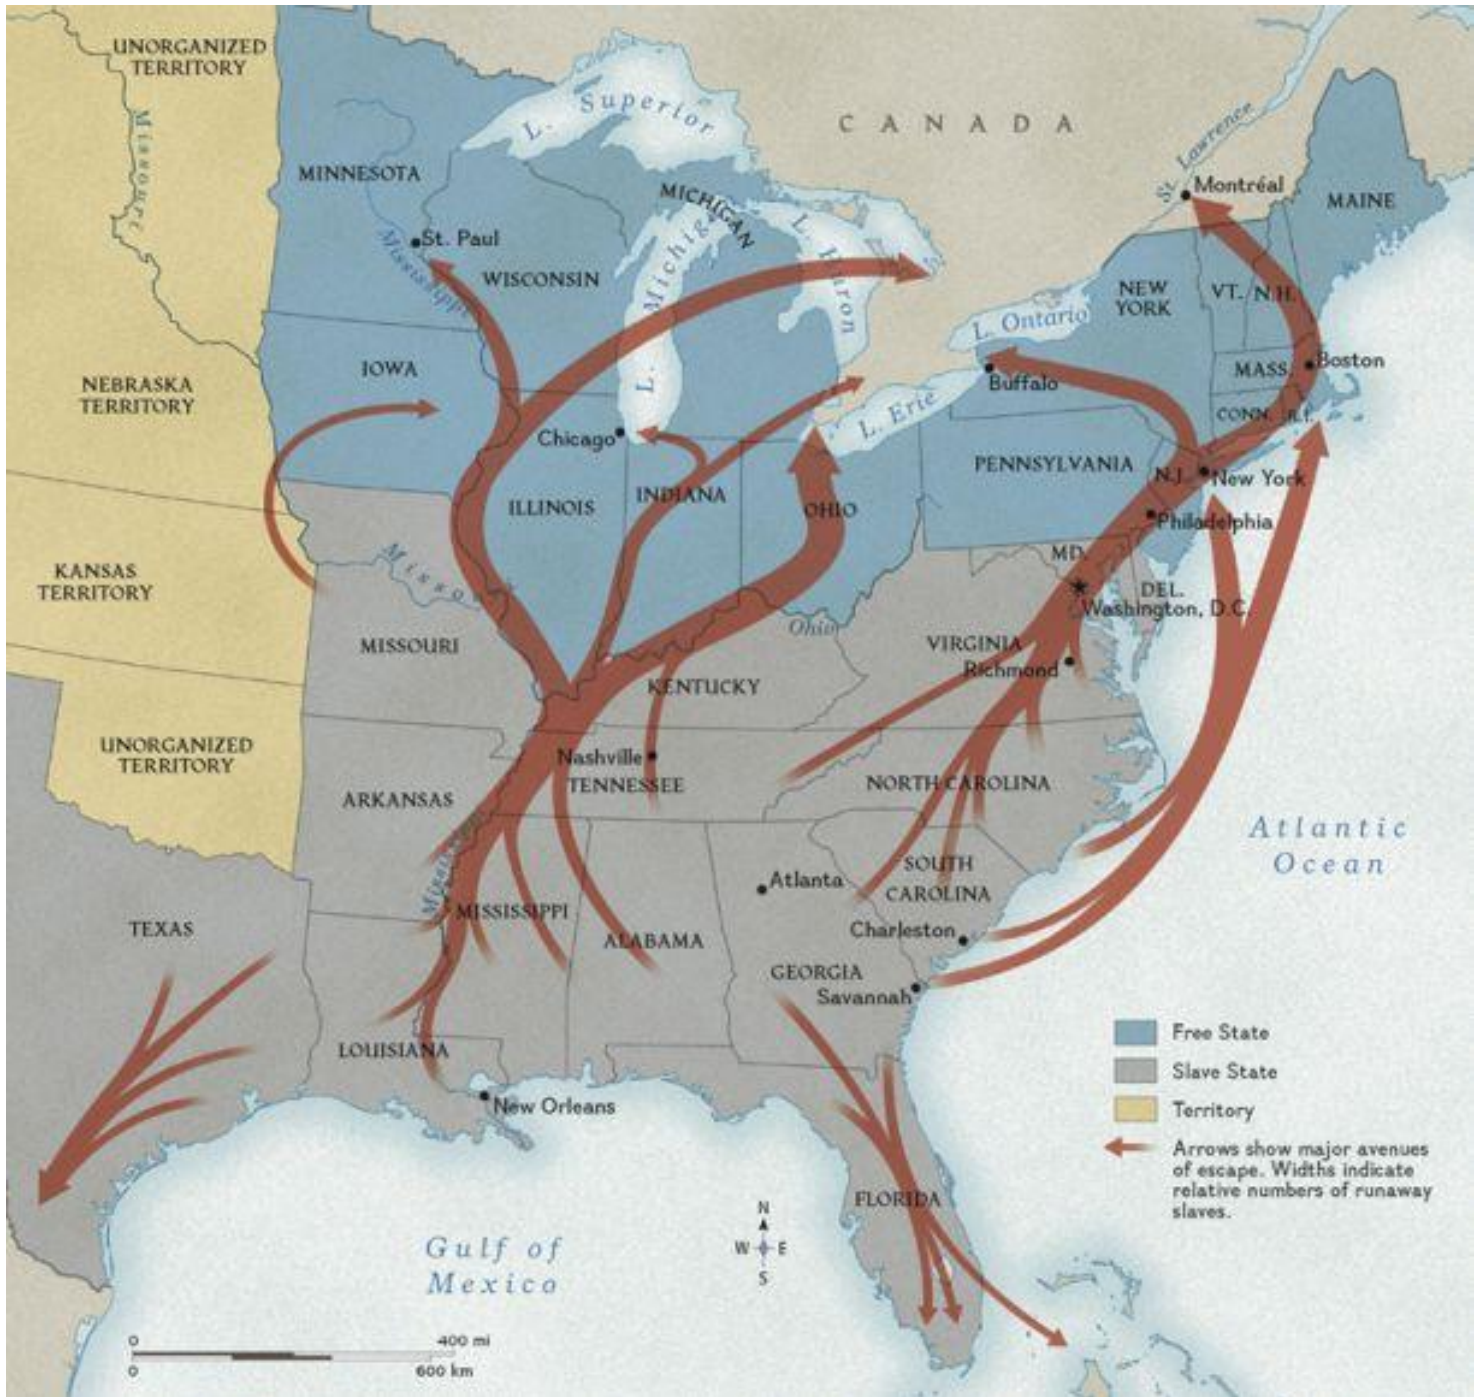 UNORGANIZED
TERRITORY
Missouri
MINNESOTA
St. Paul
Mississippi
L. Superior
CANADA
St. Lawrence
Montréal
MAINE
MICHIGAN
WISCONSIN
L. Michigan
L. Huron
L. Ontario
NEW
YORK
VT.
N.H.
NEBRASKA
TERRITORY
IOWA
Chicago
L. Erie
Buffalo
MASS.
Boston
CONN.
R.I.
ILLINOIS
INDIANA
OHIO
PENNSYLVANIA
N.J.
New York
Philadelphia
KANSAS
TERRITORY
Missouri
MISSOURI
Ohio
MD.
DEL.
Washington, D.C.
VIRGINIA
Richmond
KENTUCKY
UNORGANIZED
TERRITORY
ARKANSAS
Nashville
TENNESSEE
NORTH CAROLINA
Mississippi
Atlantic
Ocean
TEXAS
MISSISSIPPI
ALABAMA
Atlanta
SOUTH
CAROLINA
Charleston
GEORGIA
Savannah
LOUISIANA
New Orleans
FLORIDA
Gulf of
Mexico
N
W E
S
0 400 mi
0 600 km
Free State
Slave State
Territory
Arrows show major avenues
of escape. Widths indicate
relative numbers of runaway
slaves.